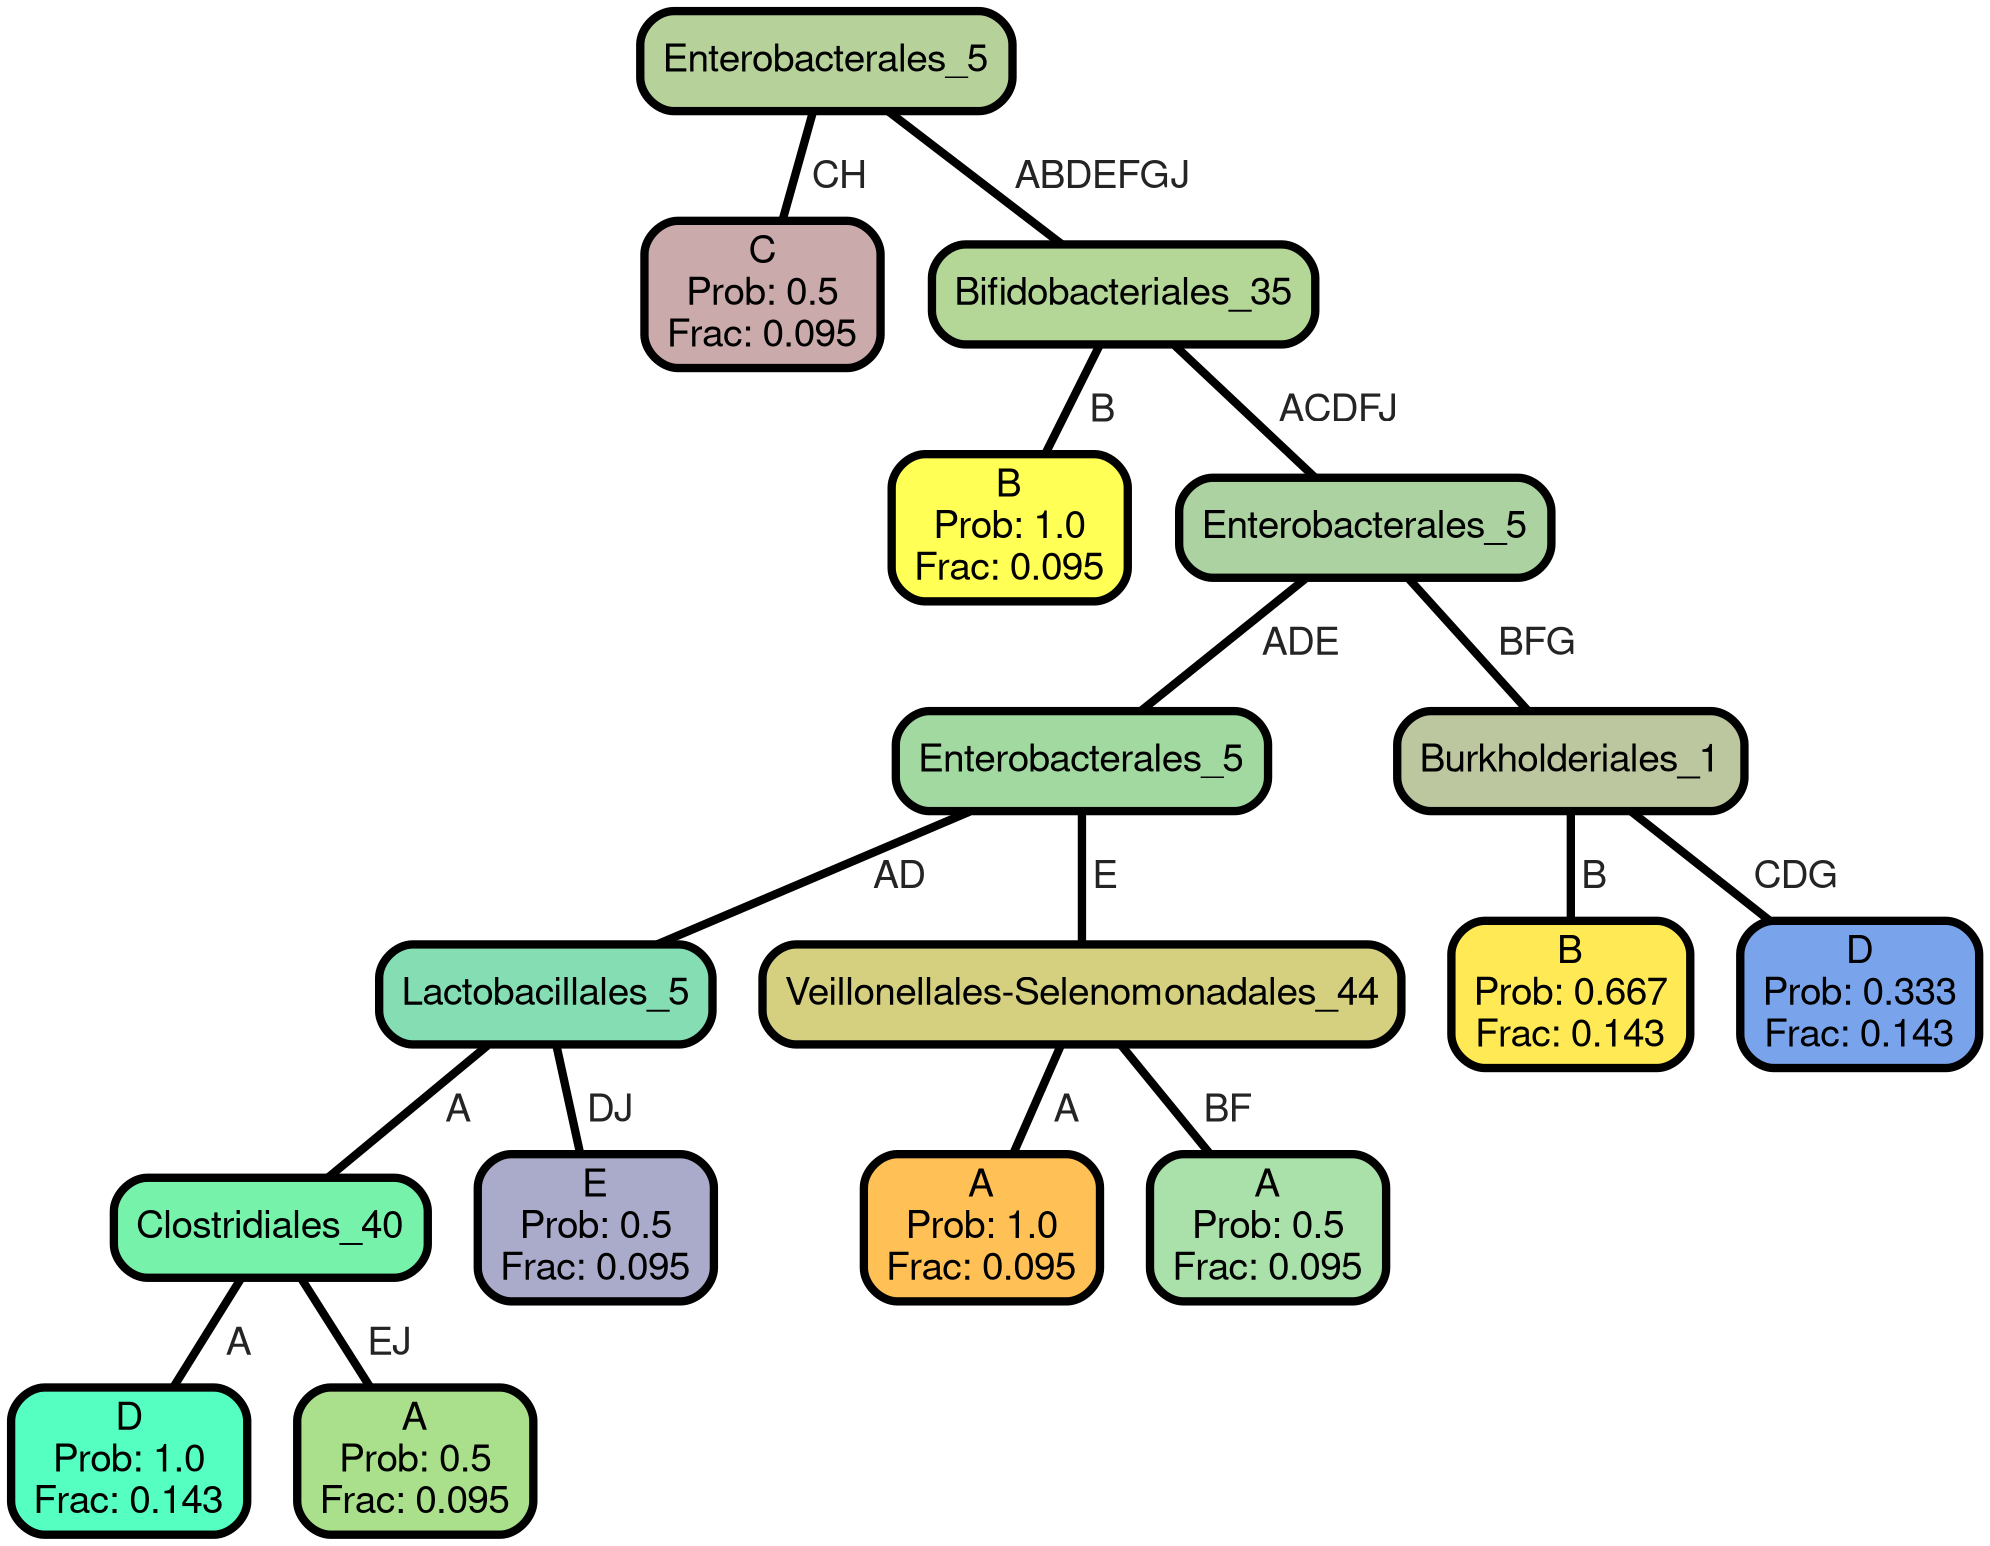 Enterobacterales_5
CH
ABDEFGJ
C
Prob: 0.5
Frac: 0.095
Bifidobacteriales_35
B
ACDFJ
B
Prob: 1.0
Frac: 0.095
Enterobacterales_5
ADE
BFG
Enterobacterales_5
Burkholderiales_1
AD
E
B
CDG
Lactobacillales_5
Veillonellales-Selenomonadales_44
B
Prob: 0.667
Frac: 0.143
D
Prob: 0.333
Frac: 0.143
A
DJ
A
BF
Clostridiales_40
E
Prob: 0.5
Frac: 0.095
A
Prob: 1.0
Frac: 0.095
A
Prob: 0.5
Frac: 0.095
A
EJ
D
Prob: 1.0
Frac: 0.143
A
Prob: 0.5
Frac: 0.095